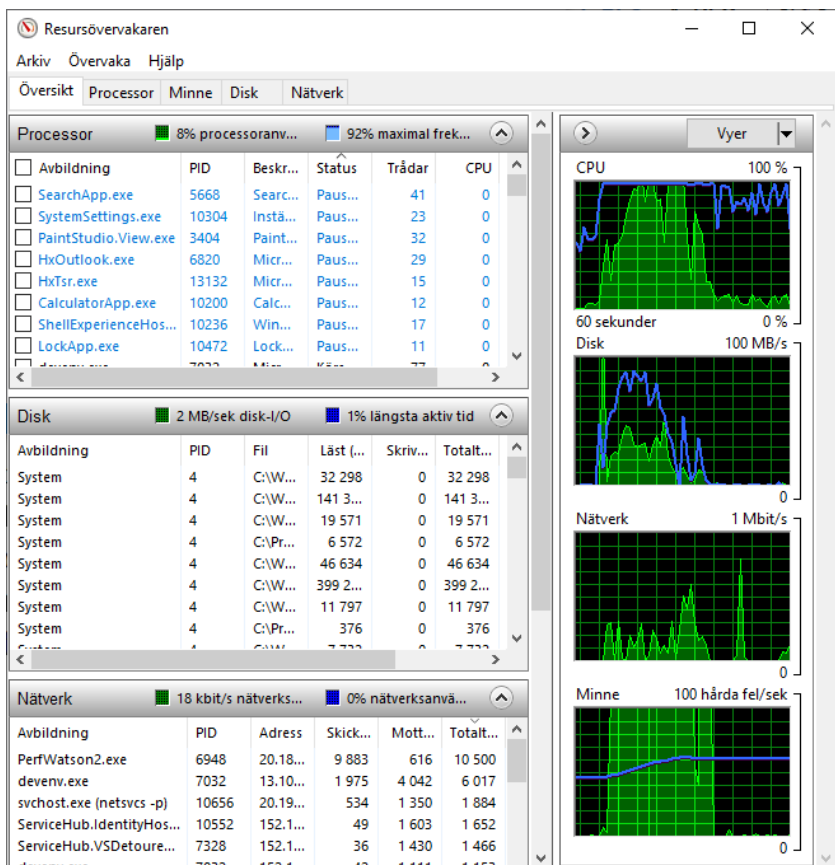 Resursövervakaren
Arkiv Övervaka Hjälp
Översikt Processor Minne Disk Nätverk
Processor 8% processoranv... 92% maximal frek...
Avbildning PID Beskr... Status Trådar CPU
SearchApp.exe 5668 Searc... Paus... 41 0
SystemSettings.exe 10304 Instä... Paus... 23 0
PaintStudio.View.exe 3404 Paint... Paus... 32 0
HxOutlook.exe 6820 Micr... Paus... 29 0
HxTsr.exe 13132 Micr... Paus... 15 0
CalculatorApp.exe 10200 Calc... Paus... 12 0
ShellExperienceHos... 10236 Win... Paus... 17 0
LockApp.exe 10472 Lock... Paus... 11 0
Disk 2 MB/sek disk-I/O 1% längsta aktiv tid
Avbildning PID Fil Läst (... Skriv... Totalt...
System 4 C:\W... 32 298 0 32 298
System 4 C:\W... 141 3... 0 141 3...
System 4 C:\W... 19 571 0 19 571
System 4 C:\Pr... 6 572 0 6 572
System 4 C:\W... 46 634 0 46 634
System 4 C:\W... 399 2... 0 399 2...
System 4 C:\W... 11 797 0 11 797
System 4 C:\Pr... 376 0 376
Nätverk 18 kbit/s nätverks... 0% nätverksanvä...
Avbildning PID Adress Skick... Mott... Totalt...
PerfWatson2.exe 6948 20.18... 9 883 616 10 500
devenv.exe 7032 13.10... 1 975 4 042 6 017
svchost.exe (netsvcs -p) 10656 20.19... 534 1 350 1 884
ServiceHub.IdentityHos... 10552 152.1... 49 1 603 1 652
ServiceHub.VSDetoure... 7328 152.1... 36 1 430 1 466
Vyer
CPU 100 %
60 sekunder 0 %
Disk 100 MB/s
0
Nätverk 1 Mbit/s
0
Minne 100 hårda fel/sek
0